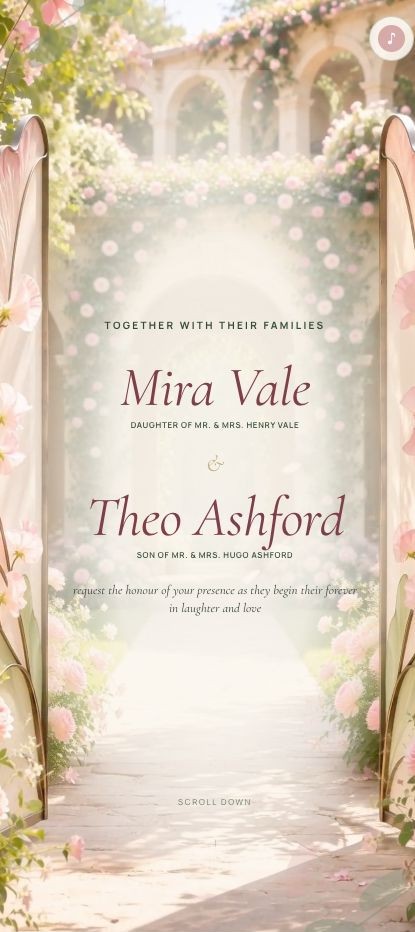 TOGETHER WITH THEIR FAMILIES
Mira Vale
DAUGHTER OF MR. & MRS. HENRY VALE
&
Theo Ashford
SON OF MR. & MRS. HUGO ASHFORD
request the honour of your presence as they begin their forever
in laughter and love
SCROLL DOWN